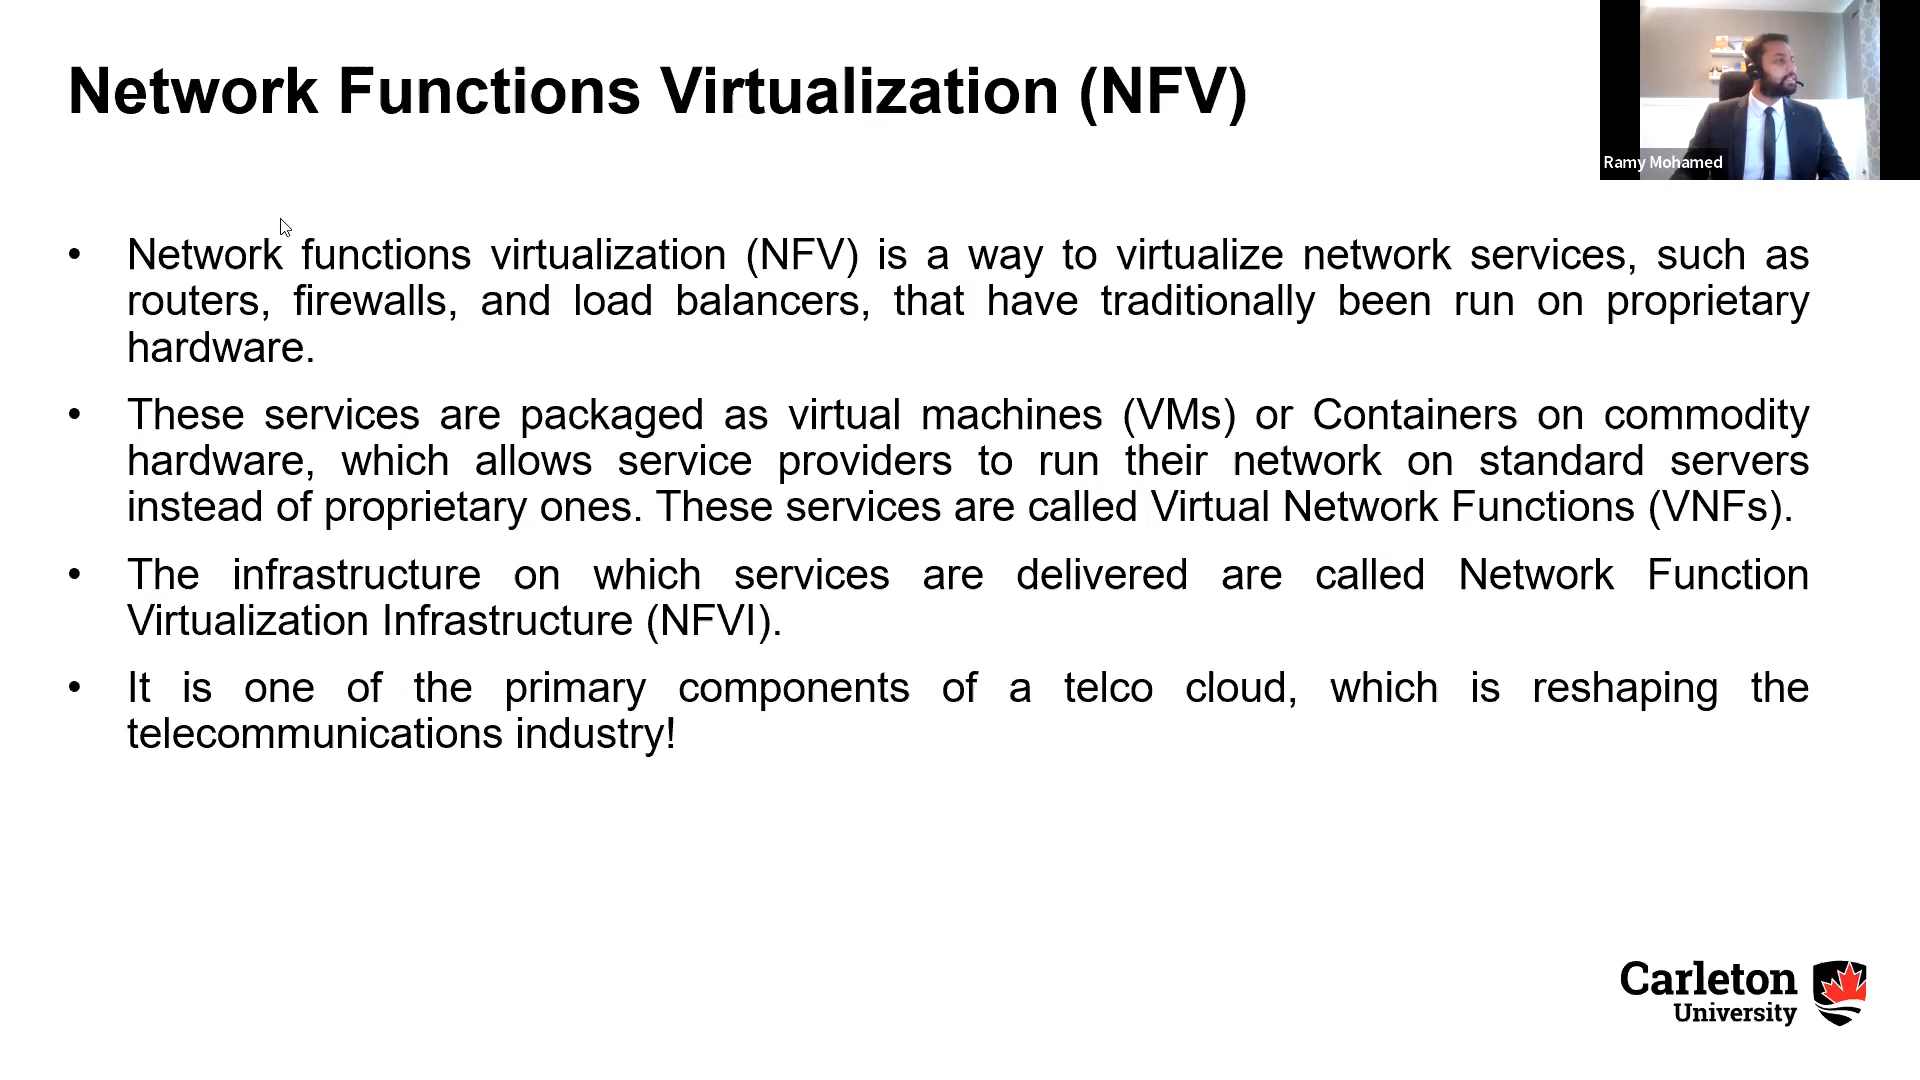 Network Functions Virtualization (NFV)
Ramy Mohamed
• Network functions virtualization (NFV) is a way to virtualize network services, such as
routers, firewalls, and load balancers, that have traditionally been run on proprietary
hardware.
• These services are packaged as virtual machines (VMs) or Containers on commodity
hardware, which allows service providers to run their network on standard servers
instead of proprietary ones. These services are called Virtual Network Functions (VNFs).
• The infrastructure on which services are delivered are called Network Function
Virtualization Infrastructure (NFVI).
• It is one of the primary components of a telco cloud, which is reshaping the
telecommunications industry!
Carleton
University